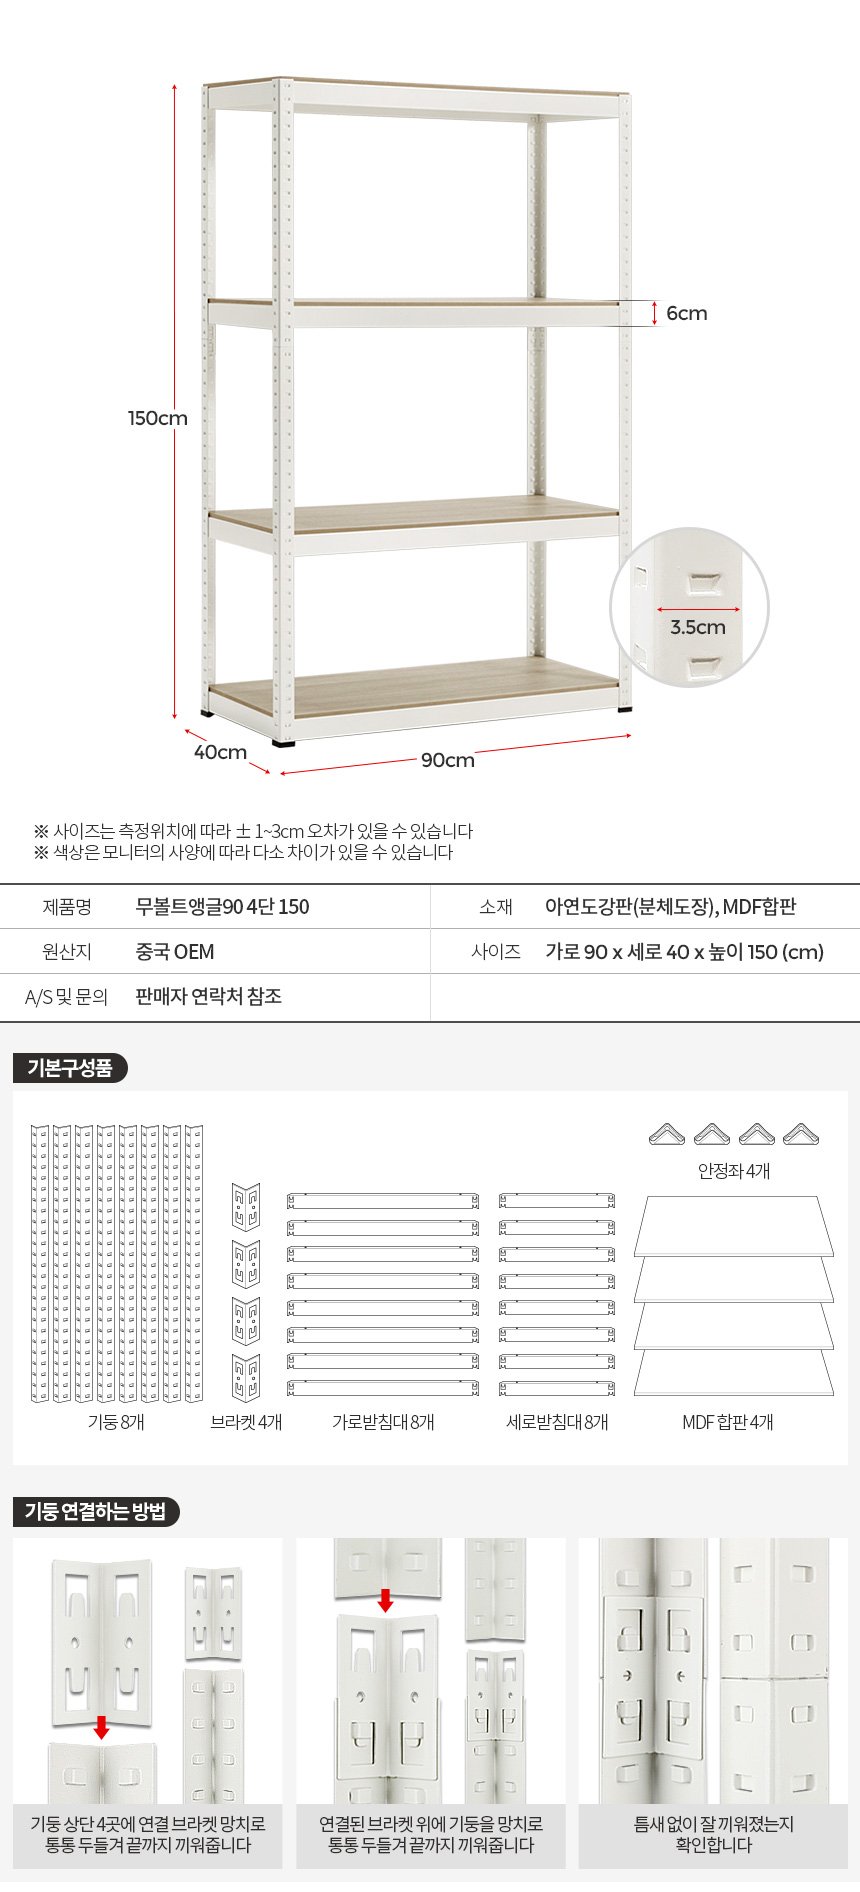 6cm
150cm
3.5cm
40cm
90cm
※ 사이즈는 측정위치에 따라 ± 1~3cm 오차가 있을 수 있습니다
※ 색상은 모니터의 사양에 따라 다소 차이가 있을 수 있습니다
제품명 무볼트앵글90 4단 150 소재 아연도강판(분체도장), MDF합판
원산지 중국 OEM 사이즈 가로 90 x 세로 40 x 높이 150 (cm)
A/S 및 문의 판매자 연락처 참조
기본구성품
안정좌 4개
기둥 8개 브라켓 4개 가로받침대 8개 세로받침대 8개 MDF 합판 4개
기둥 연결하는 방법
기둥 상단 4곳에 연결 브라켓 망치로
통통 두들겨 끝까지 끼워줍니다
연결된 브라켓 위에 기둥을 망치로
통통 두들겨 끝까지 끼워줍니다
틈새 없이 잘 끼워졌는지
확인합니다